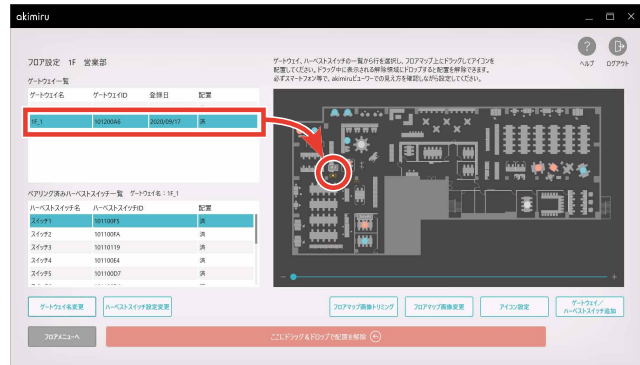 akimiru
ヘルプ
ログアウト
フロア設定 1F 営業部
ゲートウェイ、ハーベストスイッチの一覧から行を選択し、フロアマップ上にドラッグしてアイコンを
配置してください。ドラッグ中に表示される解除領域にドロップすると配置を解除できます。
必ずスマートフォン等で、akimiruビューワーでの見え方を確認しながら設定してください。
ゲートウェイ一覧
ゲートウェイ名 ゲートウェイID 登録日 配置
1F_1 101200A6 2020/09/17 済
ペアリング済みハーベストスイッチ一覧 ゲートウェイ名:1F_1
ハーベストスイッチ名 ハーベストスイッチID 配置
スイッチ1 101100F5 済
スイッチ2 101100FA 済
スイッチ3 10110119 済
スイッチ4 101100E4 済
スイッチ5 101100D7 済
ゲートウェイ名変更
ハーベストスイッチ設定変更
フロアマップ画像トリミング
フロアマップ画像変更
アイコン設定
ゲートウェイ/
ハーベストスイッチ追加
フロアメニューへ
ここにドラッグ&ドロップで配置を解除